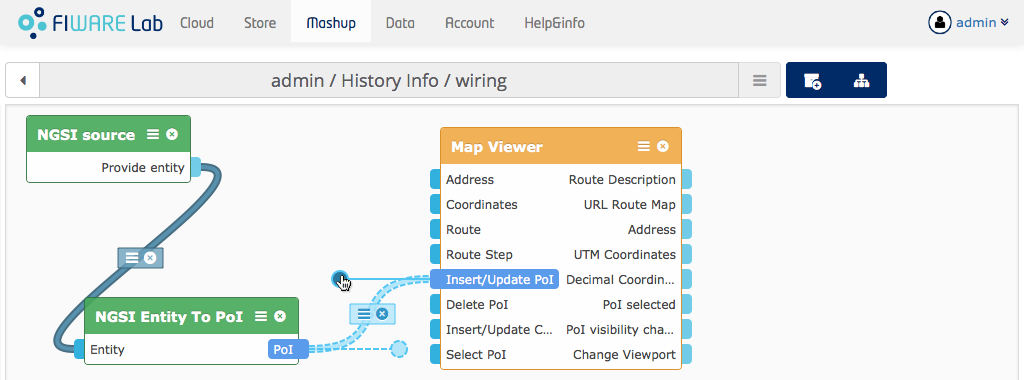 FIWARE Lab Cloud Store Mashup Data Account Help&info admin
admin / History Info / wiring
NGSI source
Provide entity
NGSI Entity To PoI
Entity PoI
Map Viewer
Address Route Description
Coordinates URL Route Map
Route Address
Route Step UTM Coordinates
Insert/Update PoI Decimal Coordin...
Delete PoI PoI selected
Insert/Update C... PoI visibility cha...
Select PoI Change Viewport